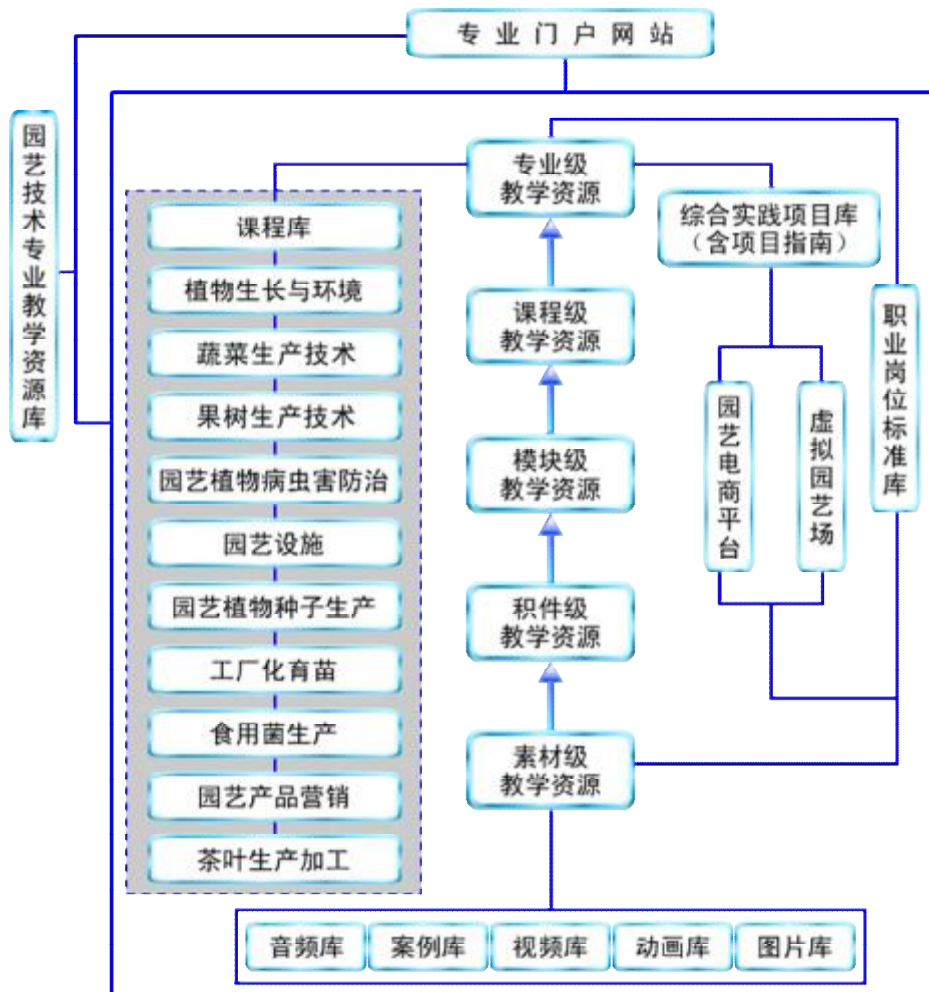 专业门户网站
园艺技术专业教学资源库
专业级
教学资源
课程库
综合实践项目库
（含项目指南）
植物生长与环境
课程级
教学资源
职业岗位标准库
蔬菜生产技术
果树生产技术
园艺电商平台
虚拟园艺场
模块级
教学资源
园艺植物病虫害防治
园艺设施
园艺植物种子生产
积件级
教学资源
工厂化育苗
食用菌生产
素材级
教学资源
园艺产品营销
茶叶生产加工
音频库
案例库
视频库
动画库
图片库